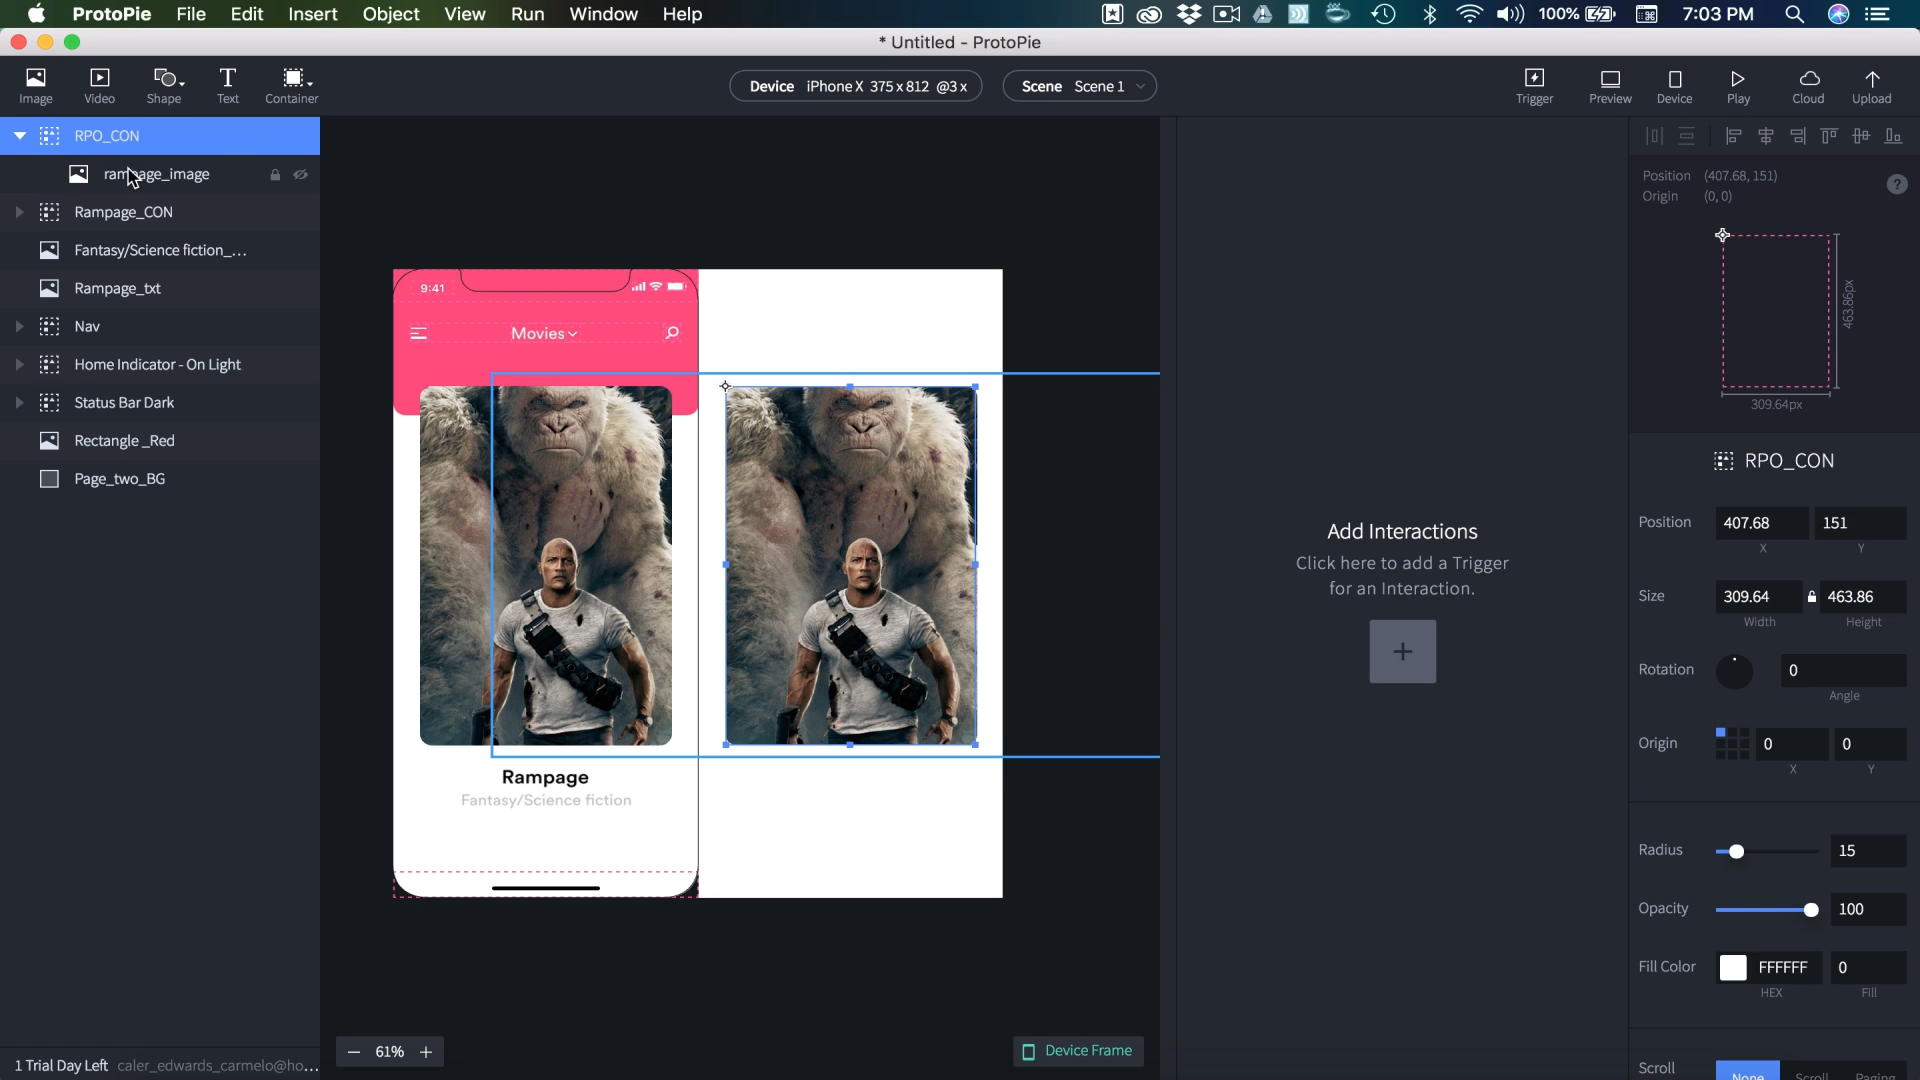 ProtoPie File Edit Insert Object View Run Window Help 100% 7:03 PM
* Untitled - ProtoPie
Image Video Shape Text Container
Device iPhone X 375 x 812 @3 x
Scene Scene 1
Trigger Preview Device Play Cloud Upload
RPO_CON
rampage_image
Rampage_CON
Fantasy/Science fiction_...
Rampage_txt
Nav
Home Indicator - On Light
Status Bar Dark
Rectangle _Red
Page_two_BG
1 Trial Day Left caler_edwards_carmelo@ho...
9:41
Movies
Rampage
Fantasy/Science fiction
61%
Device Frame
Add Interactions
Click here to add a Trigger
for an Interaction.
Position (407.68, 151)
Origin (0, 0)
?
463.86px
309.64px
RPO_CON
Position 407.68 151
X Y
Size 309.64 463.86
Width Height
Rotation 0
Angle
Origin 0 0
X Y
Radius 15
Opacity 100
Fill Color FFFFFF 0
HEX Fill
Scroll None Scroll Paging